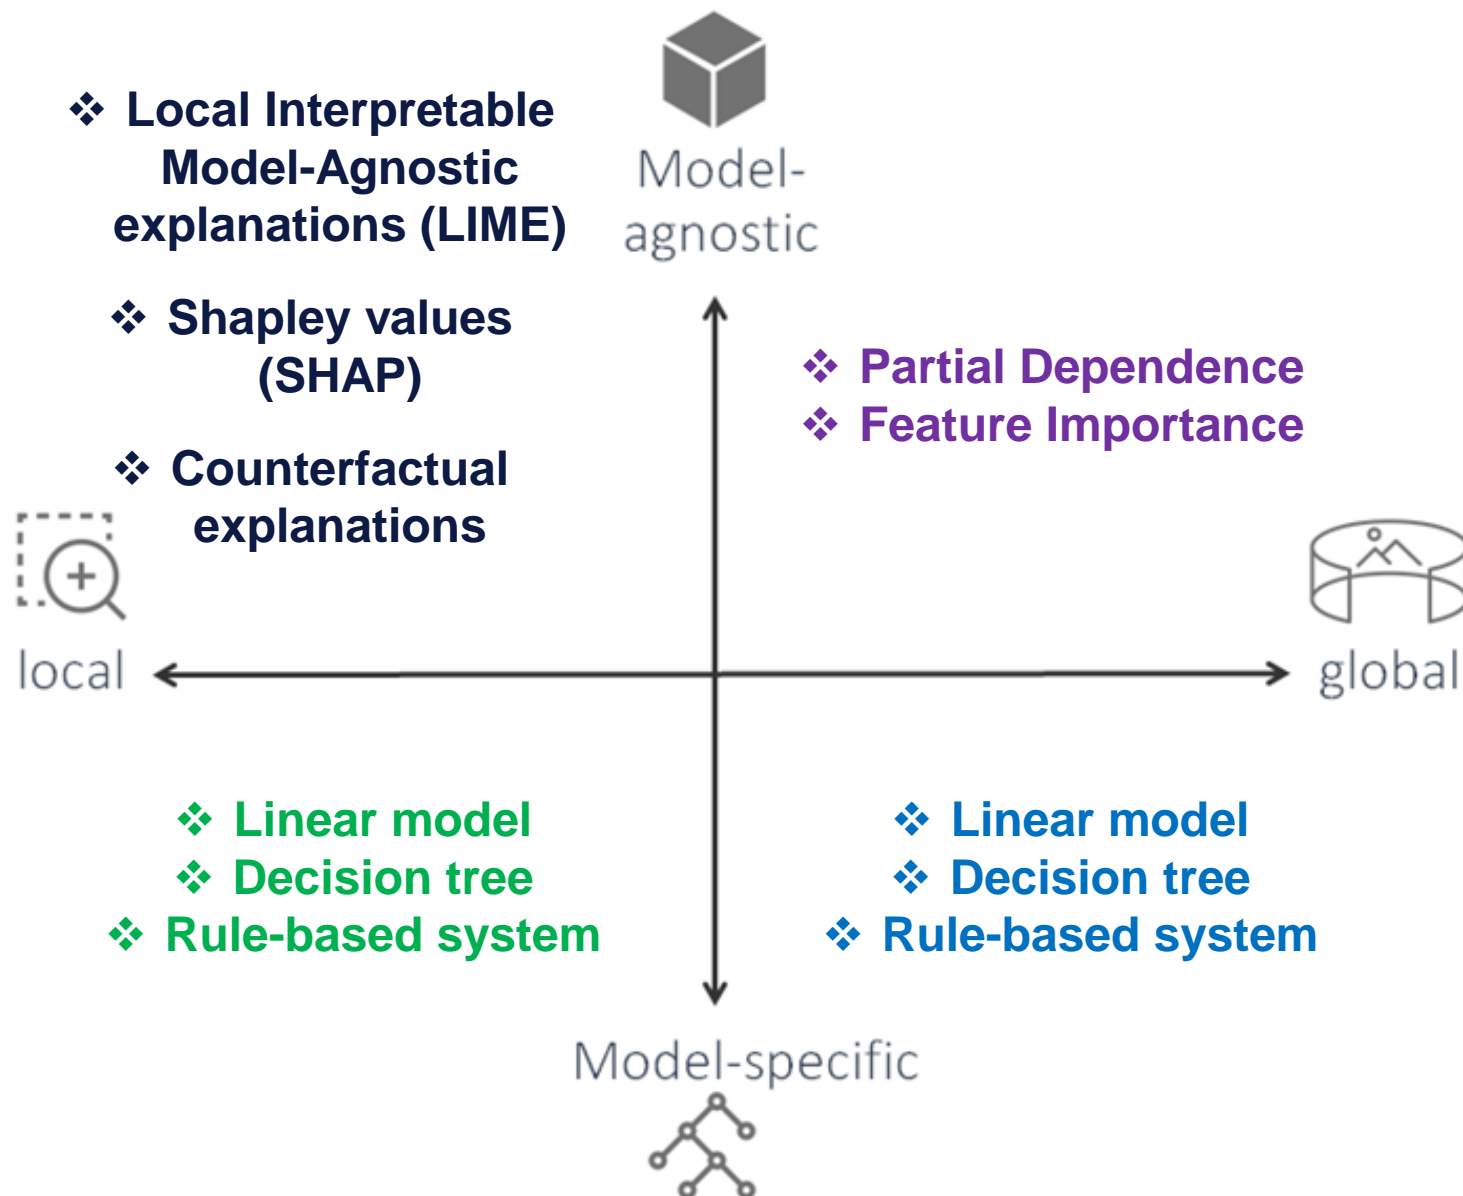 ❖ Local Interpretable
Model-Agnostic
explanations (LIME)
❖ Shapley values
(SHAP)
❖ Counterfactual
explanations
Model-
agnostic
❖ Partial Dependence
❖ Feature Importance
local
global
❖ Linear model
❖ Decision tree
❖ Rule-based system
❖ Linear model
❖ Decision tree
❖ Rule-based system
Model-specific